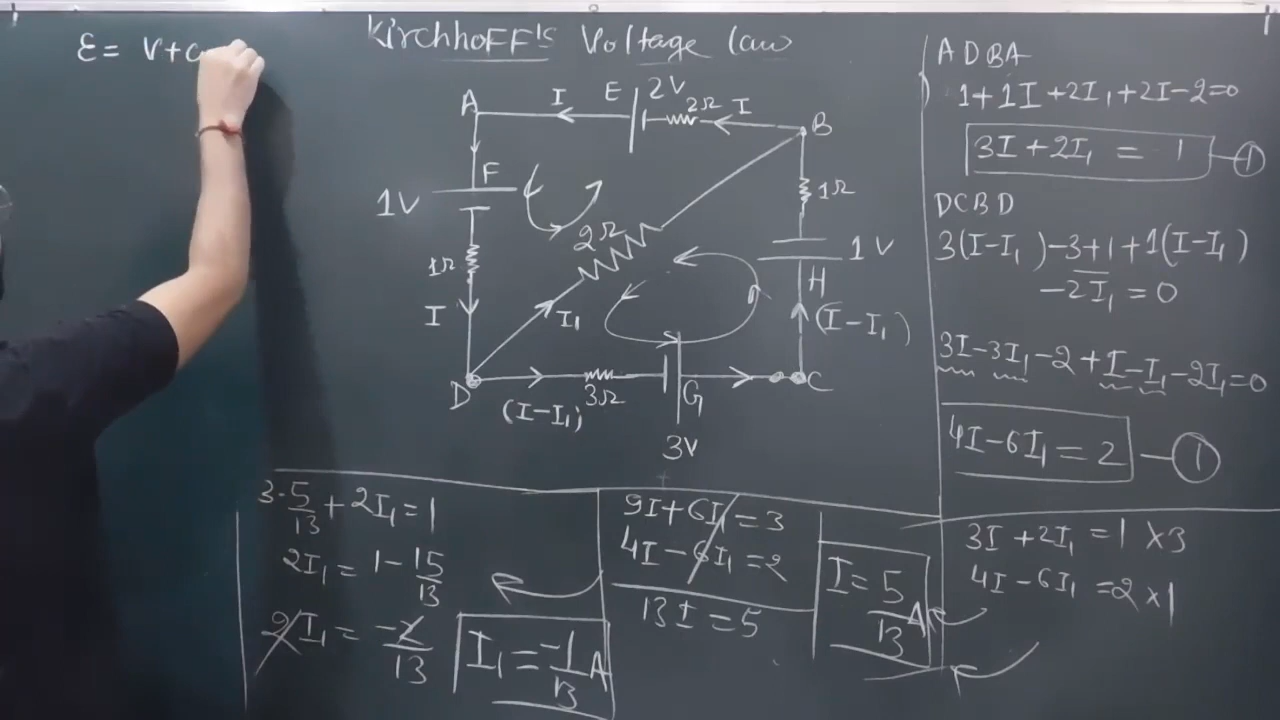 Kirchhoff's Voltage Law
ε = V+
A
I
E
2V
2Ω
I
B
1V
F
1Ω
I
2Ω
I₁
1Ω
1V
H
(I-I₁)
D
(I-I₁)
3Ω
G
3V
C
ADBA
1+1I+2I₁+2I-2=0
3I+2I₁ = 1 —①
DCBD
3(I-I₁)-3+1+1(I-I₁)
-2I₁=0
3I-3I₁-2+I-I₁-2I₁=0
4I-6I₁=2 —①
3I+2I₁=1×3
4I-6I₁=2×1
9I+6I₁=3
4I-6I₁=2
13I=5
I=5/13 A
3·5/13+2I₁=1
2I₁=1-15/13
2I₁=-2/13
I₁=-1/13 A